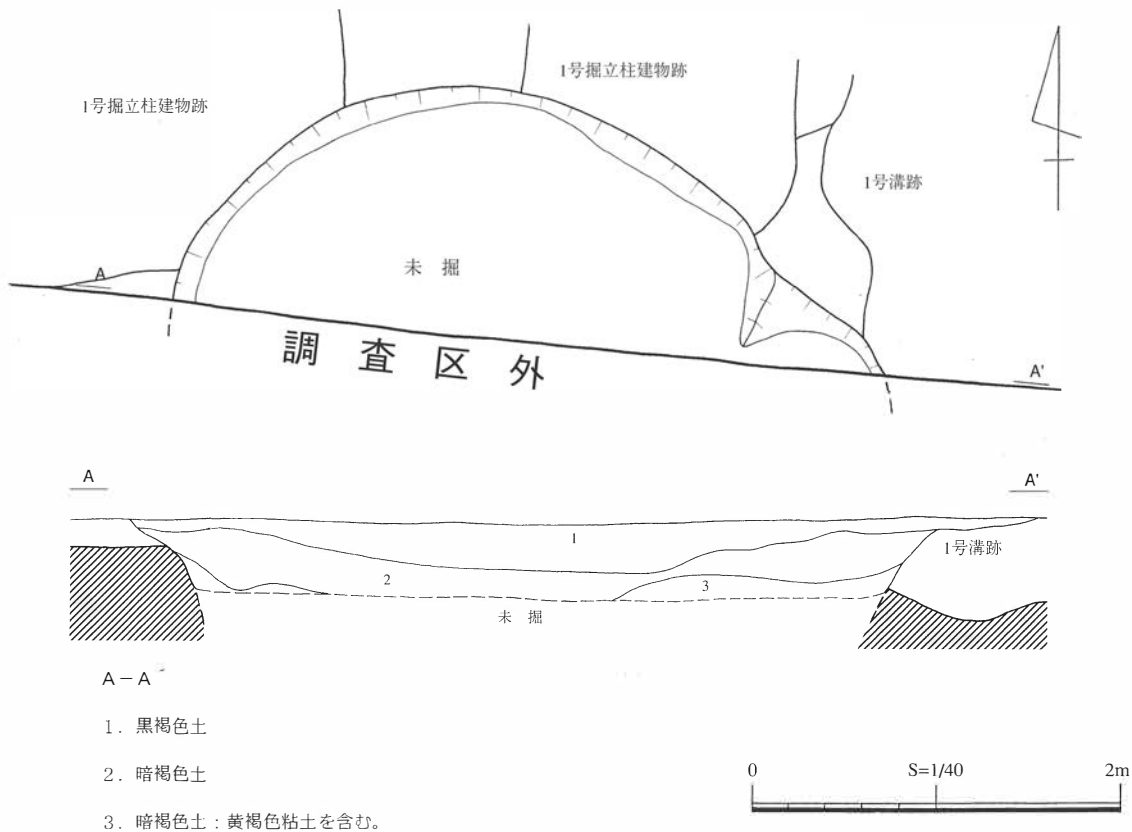 1号掘立柱建物跡
1号掘立柱建物跡
1号溝跡
未 掘
A
調 査 区 外
A'
A
A'
1
1号溝跡
2
3
未 掘
A－A'
1. 黒褐色土
2. 暗褐色土
3. 暗褐色土：黄褐色粘土を含む。
0 S=1/40 2m